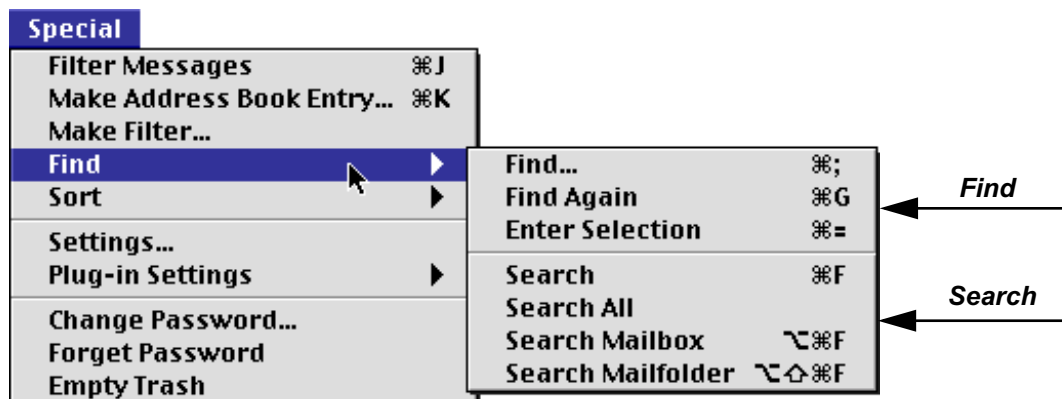 Special
Filter Messages ⌘J
Make Address Book Entry... ⌘K
Make Filter...
Find
Sort
Settings...
Plug-in Settings
Change Password...
Forget Password
Empty Trash
Find... ⌘;
Find Again ⌘G
Enter Selection ⌘=
Search ⌘F
Search All
Search Mailbox ⌥⌘F
Search Mailfolder ⌥⇧⌘F
Find
Search